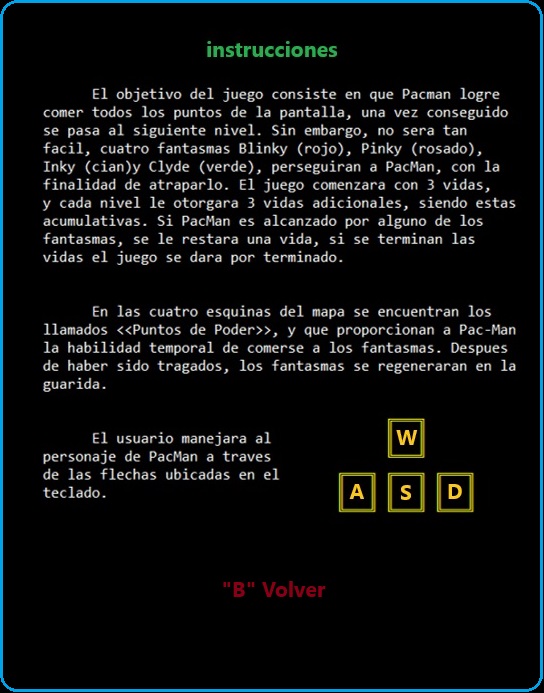 instrucciones
El objetivo del juego consiste en que Pacman logre
comer todos los puntos de la pantalla, una vez conseguido
se pasa al siguiente nivel. Sin embargo, no sera tan
facil, cuatro fantasmas Blinky (rojo), Pinky (rosado),
Inky (cian)y Clyde (verde), perseguiran a PacMan, con la
finalidad de atraparlo. El juego comenzara con 3 vidas,
y cada nivel le otorgara 3 vidas adicionales, siendo estas
acumulativas. Si PacMan es alcanzado por alguno de los
fantasmas, se le restara una vida, si se terminan las
vidas el juego se dara por terminado.
En las cuatro esquinas del mapa se encuentran los
llamados <<Puntos de Poder>>, y que proporcionan a Pac-Man
la habilidad temporal de comerse a los fantasmas. Despues
de haber sido tragados, los fantasmas se regeneraran en la
guarida.
El usuario manejara al
personaje de PacMan a traves
de las flechas ubicadas en el
teclado.
W
A S D
"B" Volver